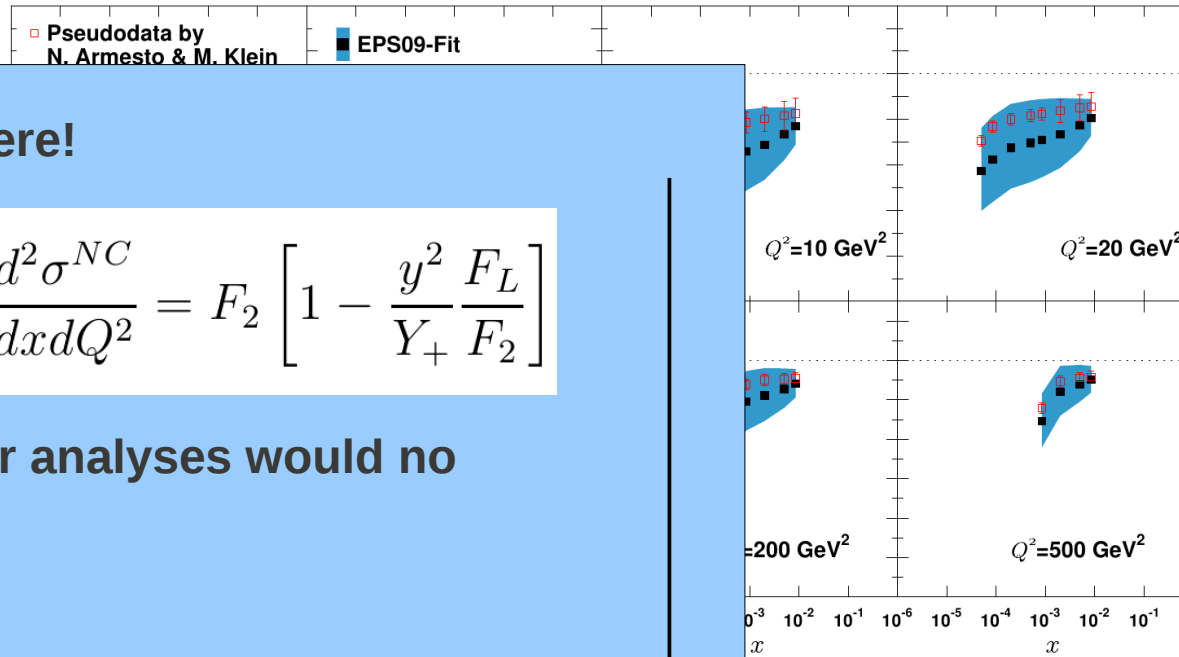 Pseudodata by
N. Armesto & M. Klein
EPS09-Fit
ere!
d²σ^{NC}
dxdQ² = F₂ [1 − y²/Y₊ F_L/F₂]
r analyses would no
Q²=10 GeV²
Q²=20 GeV²
=200 GeV²
Q²=500 GeV²
0⁻³ 10⁻² 10⁻¹ 10⁻⁶ 10⁻⁵ 10⁻⁴ 10⁻³ 10⁻² 10⁻¹
x x